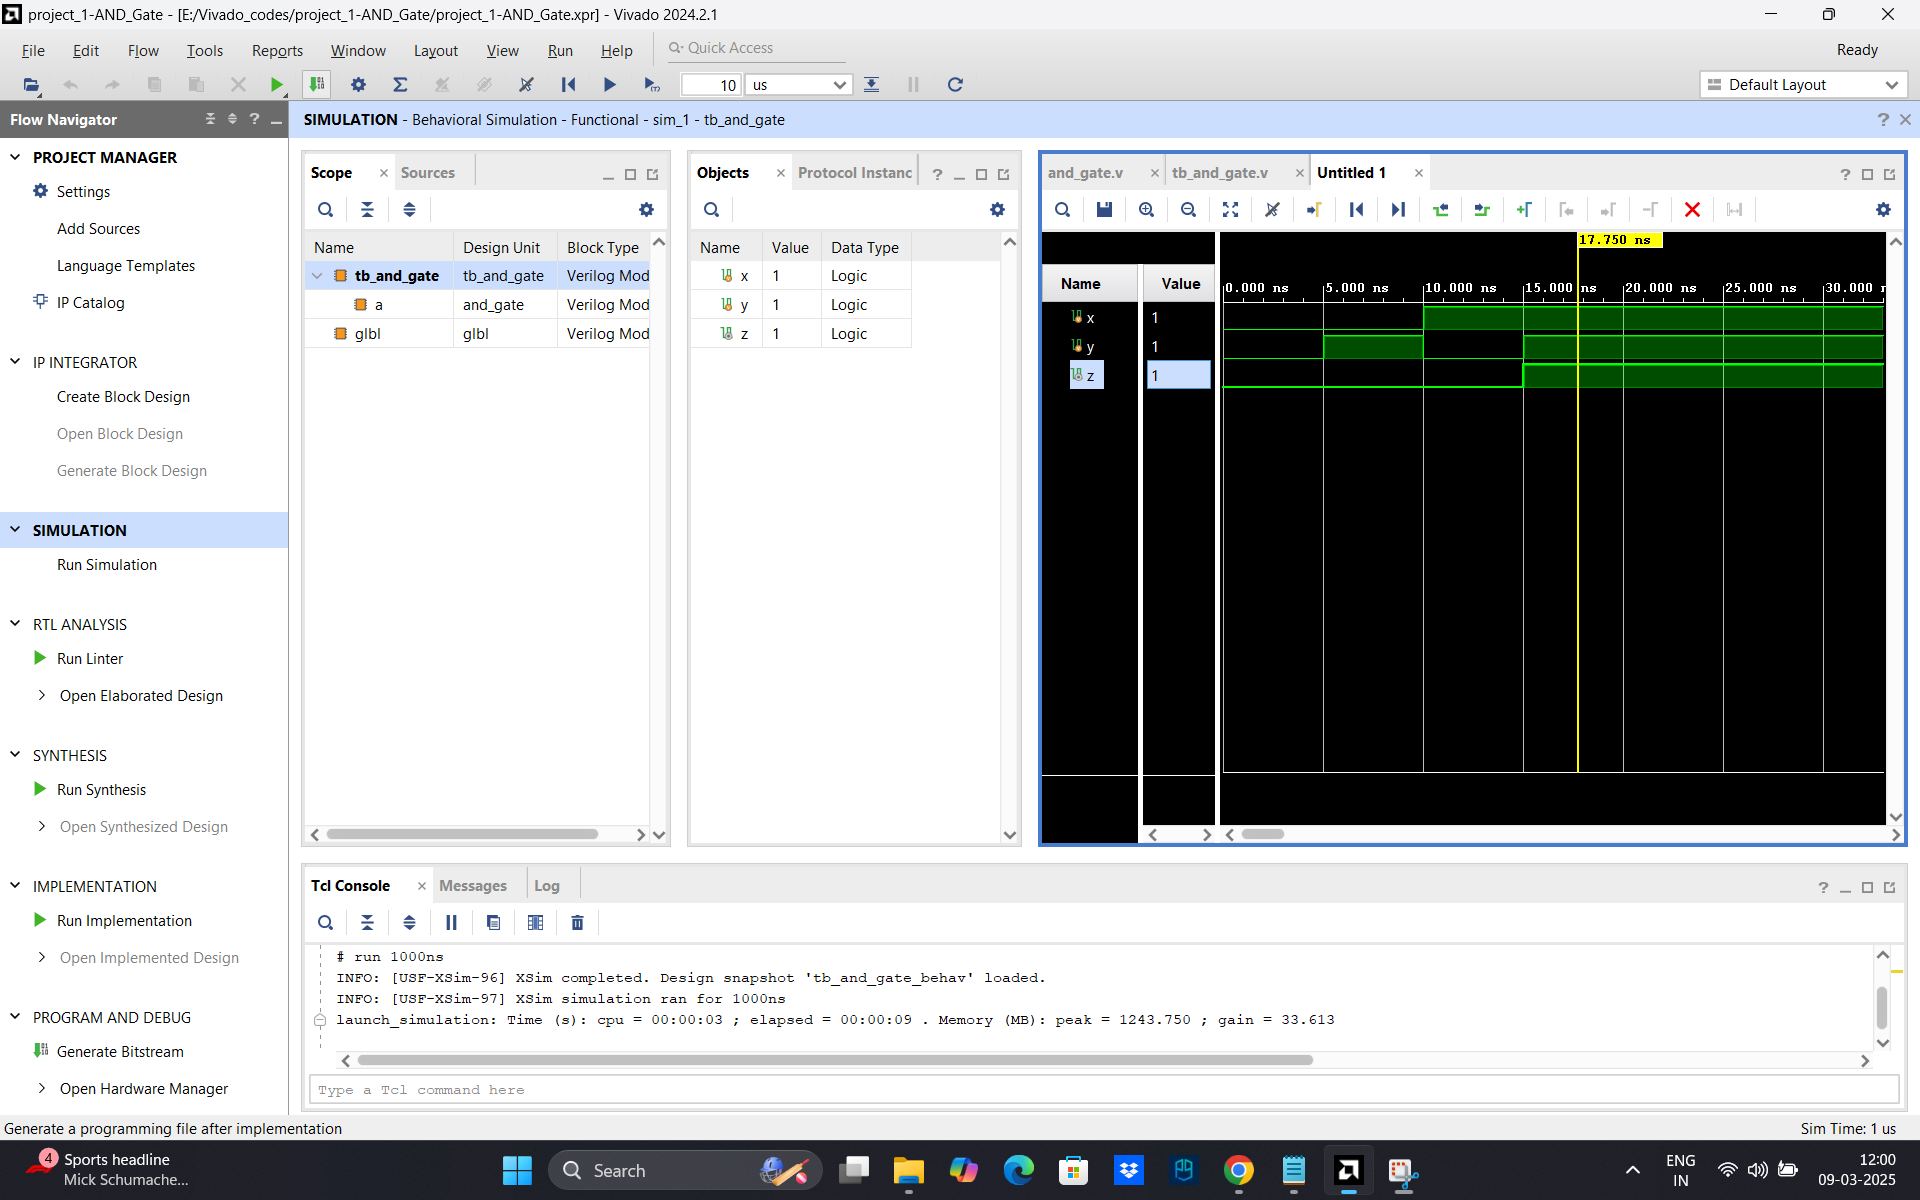 project_1-AND_Gate - [E:/Vivado_codes/project_1-AND_Gate/project_1-AND_Gate.xpr] - Vivado 2024.2.1
File Edit Flow Tools Reports Window Layout View Run Help Quick Access
Ready
10 us
Default Layout
Flow Navigator
SIMULATION - Behavioral Simulation - Functional - sim_1 - tb_and_gate
PROJECT MANAGER
Settings
Add Sources
Language Templates
IP Catalog
IP INTEGRATOR
Create Block Design
Open Block Design
Generate Block Design
SIMULATION
Run Simulation
RTL ANALYSIS
Run Linter
Open Elaborated Design
SYNTHESIS
Run Synthesis
Open Synthesized Design
IMPLEMENTATION
Run Implementation
Open Implemented Design
PROGRAM AND DEBUG
Generate Bitstream
Open Hardware Manager
Scope Sources
Name Design Unit Block Type
tb_and_gate tb_and_gate Verilog Mod
a and_gate Verilog Mod
glbl glbl Verilog Mod
Objects Protocol Instanc
Name Value Data Type
x 1 Logic
y 1 Logic
z 1 Logic
and_gate.v tb_and_gate.v Untitled 1
17.750 ns
Name Value
0.000 ns 5.000 ns 10.000 ns 15.000 ns 20.000 ns 25.000 ns 30.000 n
x 1
y 1
z 1
Tcl Console Messages Log
# run 1000ns
INFO: [USF-XSim-96] XSim completed. Design snapshot 'tb_and_gate_behav' loaded.
INFO: [USF-XSim-97] XSim simulation ran for 1000ns
launch_simulation: Time (s): cpu = 00:00:03 ; elapsed = 00:00:09 . Memory (MB): peak = 1243.750 ; gain = 33.613
Type a Tcl command here
Generate a programming file after implementation
Sim Time: 1 us
4
Sports headline
Mick Schumache...
Search
ENG
IN
12:00
09-03-2025